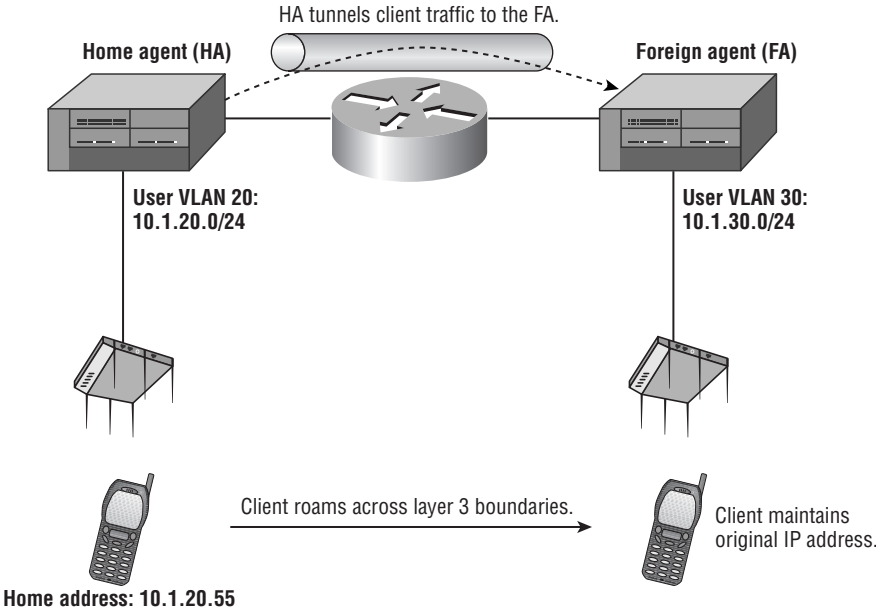 HA tunnels client traffic to the FA.
Home agent (HA)
Foreign agent (FA)
User VLAN 20:
10.1.20.0/24
User VLAN 30:
10.1.30.0/24
Client roams across layer 3 boundaries.
Client maintains
original IP address.
Home address: 10.1.20.55